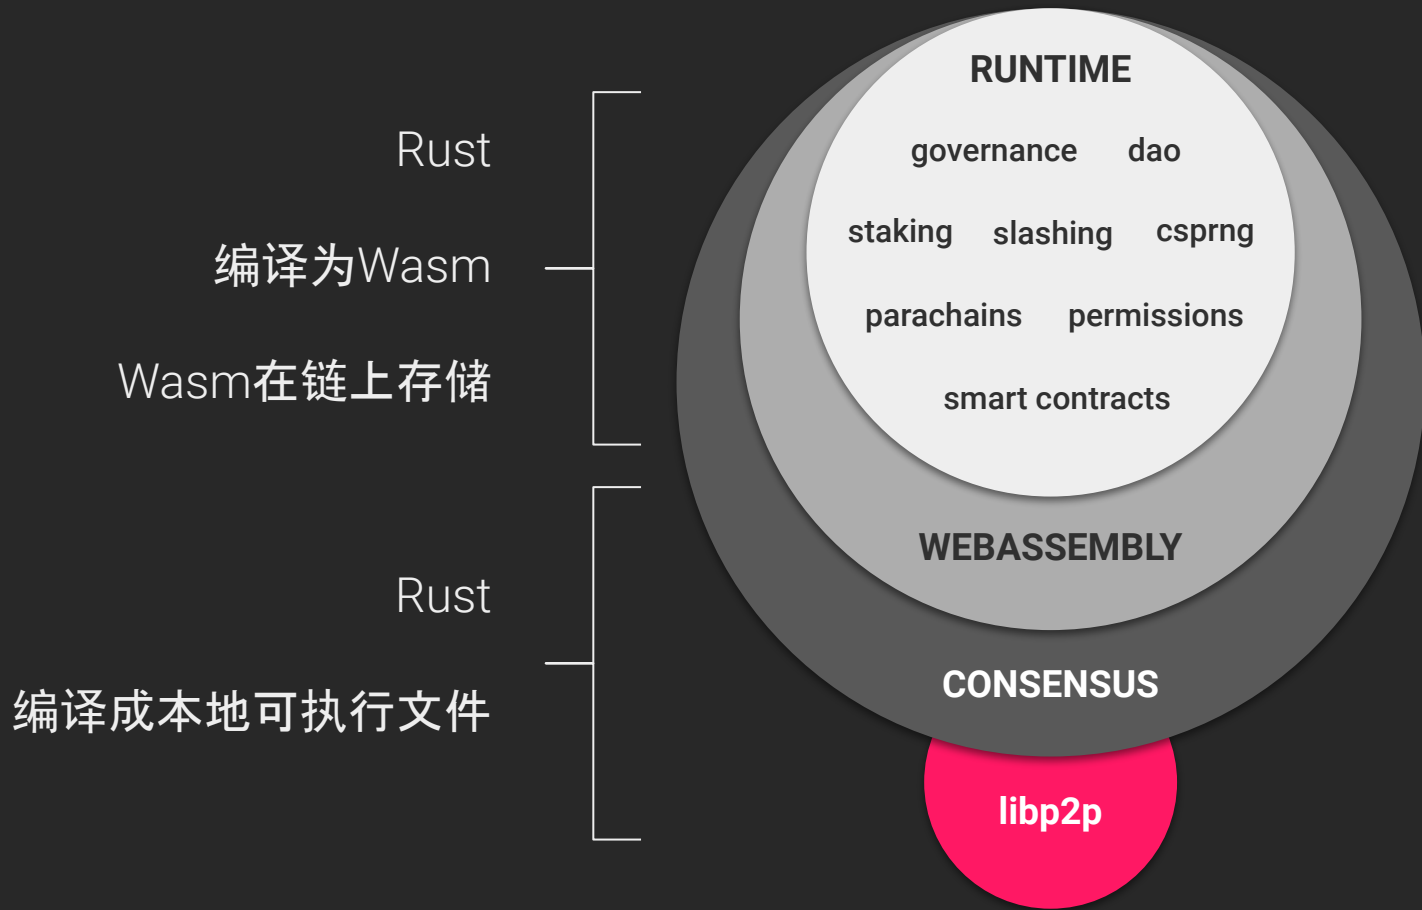 Rust
编译为Wasm
Wasm在链上存储
Rust
编译成本地可执行文件
RUNTIME
governance dao
staking slashing csprng
parachains permissions
smart contracts
WEBASSEMBLY
CONSENSUS
libp2p